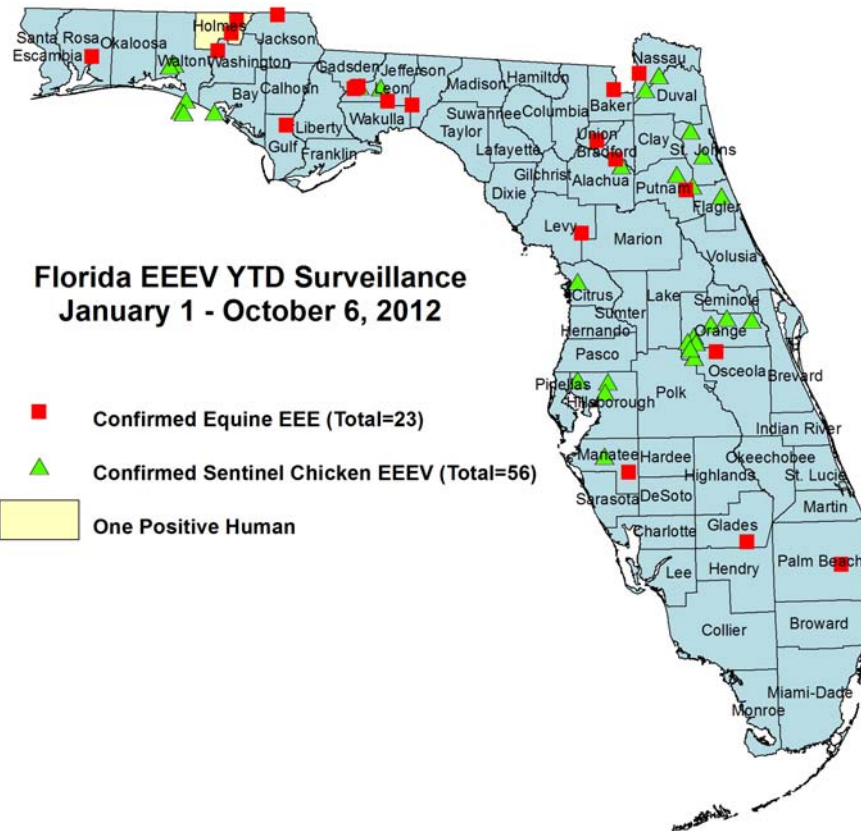 Holmes
Santa Rosa
Okaloosa
Jackson
Escambia
Walton
Washington
Nassau
Gadsden
Jefferson
Hamilton
Madison
Calhoun
Leon
Duval
Bay
Baker
Columbia
Suwannee
Liberty
Wakulla
Union
Clay
Taylor
Gulf
Bradford
St. Johns
Franklin
Lafayette
Gilchrist
Alachua
Putnam
Dixie
Flagler
Levy
Marion
Volusia
Florida EEEV YTD Surveillance
January 1 - October 6, 2012
Citrus
Lake
Seminole
Sumter
Hernando
Orange
Pasco
Osceola
Brevard
Pinellas
Polk
Hillsborough
Confirmed Equine EEE (Total=23)
Indian River
Manatee
Hardee
Okeechobee
Confirmed Sentinel Chicken EEEV (Total=56)
Highlands
St. Lucie
Sarasota
DeSoto
Martin
One Positive Human
Charlotte
Glades
Palm Beach
Lee
Hendry
Broward
Collier
Miami-Dade
Monroe